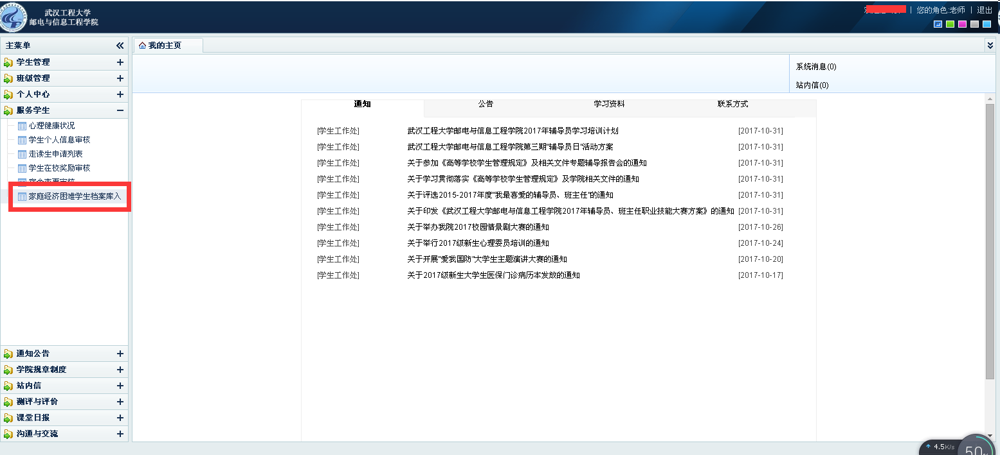 武汉工程大学
邮电与信息工程学院
您的角色:老师 | 退出
主菜单
我的主页
学生管理
班级管理
个人中心
服务学生
心理健康状况
学生个人信息审核
走读生申请列表
学生在校奖励审核
宿舍变更审核
家庭经济困难学生档案库入
通知公告
学院规章制度
站内信
测评与评价
课堂日报
沟通与交流
系统消息(0)
站内信(0)
通知 公告 学习资料 联系方式
[学生工作处] 武汉工程大学邮电与信息工程学院2017年辅导员学习培训计划 [2017-10-31]
[学生工作处] 武汉工程大学邮电与信息工程学院第三期"辅导员日"活动方案 [2017-10-31]
[学生工作处] 关于参加《高等学校学生管理规定》及相关文件专题辅导报告会的通知 [2017-10-31]
[学生工作处] 关于学习贯彻落实《高等学校学生管理规定》及学院相关文件的通知 [2017-10-31]
[学生工作处] 关于评选2015-2017年度"我最喜爱的辅导员、班主任"的通知 [2017-10-31]
[学生工作处] 关于印发《武汉工程大学邮电与信息工程学院2017年辅导员、班主任职业技能大赛方案》的通知 [2017-10-31]
[学生工作处] 关于举办我院2017校园情景剧大赛的通知 [2017-10-26]
[学生工作处] 关于举行2017级新生心理委员培训的通知 [2017-10-24]
[学生工作处] 关于开展"爱我国防"大学生主题演讲大赛的通知 [2017-10-20]
[学生工作处] 关于2017级新生大学生医保门诊病历本发放的通知 [2017-10-17]
4.5K/s
50%